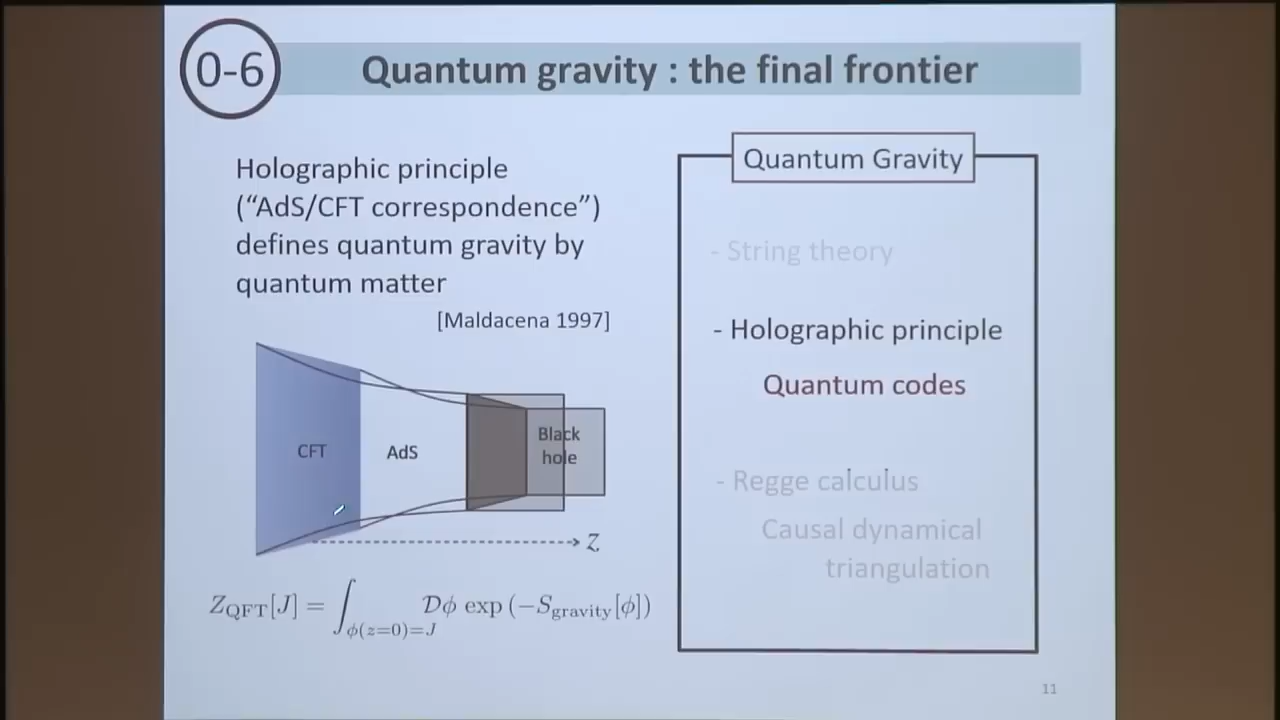 0-6
Quantum gravity : the final frontier
Holographic principle
(“AdS/CFT correspondence”)
defines quantum gravity by
quantum matter
[Maldacena 1997]
CFT
AdS
Black
hole
z
Z_QFT[J] = ∫_{ϕ(z=0)=J} 𝒟ϕ exp (−S_gravity[ϕ])
Quantum Gravity
- String theory
- Holographic principle
Quantum codes
- Regge calculus
Causal dynamical
triangulation
11